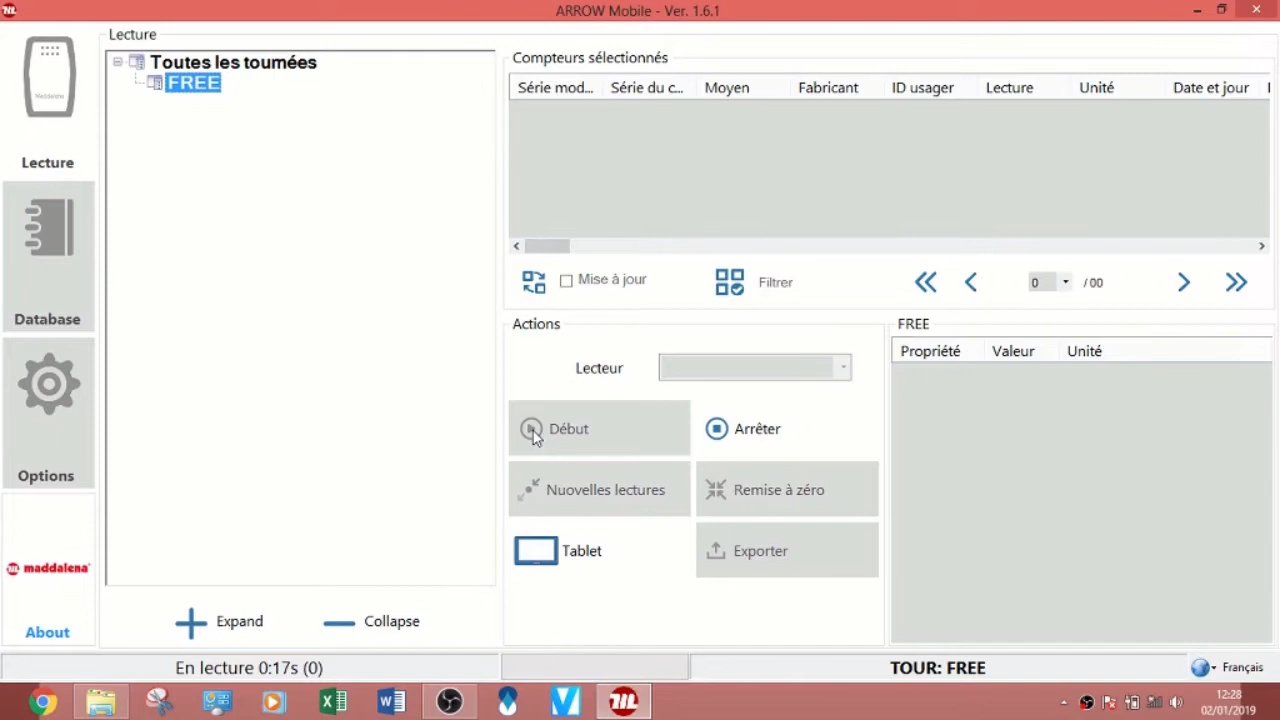 ARROW Mobile - Ver. 1.6.1
Lecture
Toutes les tournées
FREE
Maddalena
Lecture
Database
Options
maddalena
About
Expand
Collapse
Compteurs sélectionnés
Série mod... Série du c... Moyen Fabricant ID usager Lecture Unité Date et jour
Mise à jour
Filtrer
0 / 00
Actions
Lecteur
Début
Arrêter
Nuovelles lectures
Remise à zéro
Tablet
Exporter
FREE
Propriété Valeur Unité
En lecture 0:17s (0)
TOUR: FREE
Français
12:28
02/01/2019